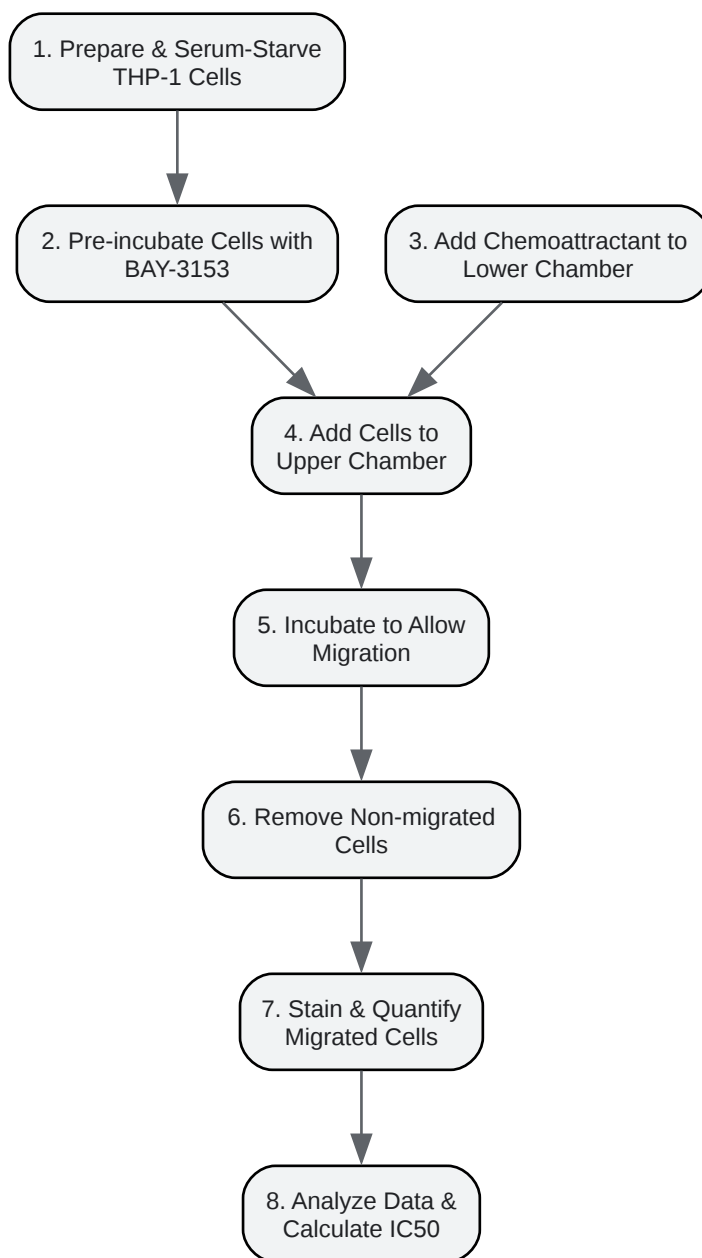 1. Prepare & Serum-Starve
THP-1 Cells
2. Pre-incubate Cells with
BAY-3153
3. Add Chemoattractant to
Lower Chamber
4. Add Cells to
Upper Chamber
5. Incubate to Allow
Migration
6. Remove Non-migrated
Cells
7. Stain & Quantify
Migrated Cells
8. Analyze Data &
Calculate IC50